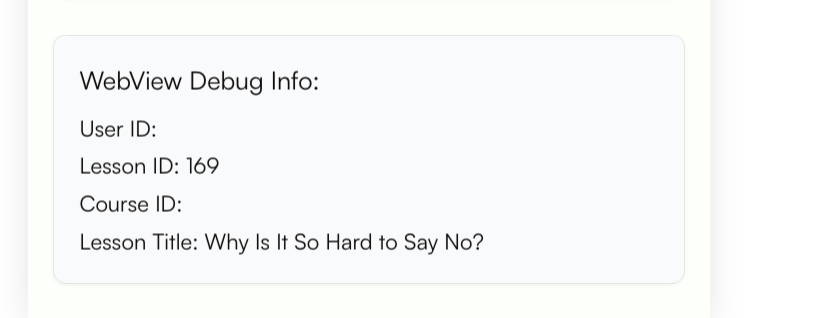 WebView Debug Info:
User ID:
Lesson ID: 169
Course ID:
Lesson Title: Why Is It So Hard to Say No?